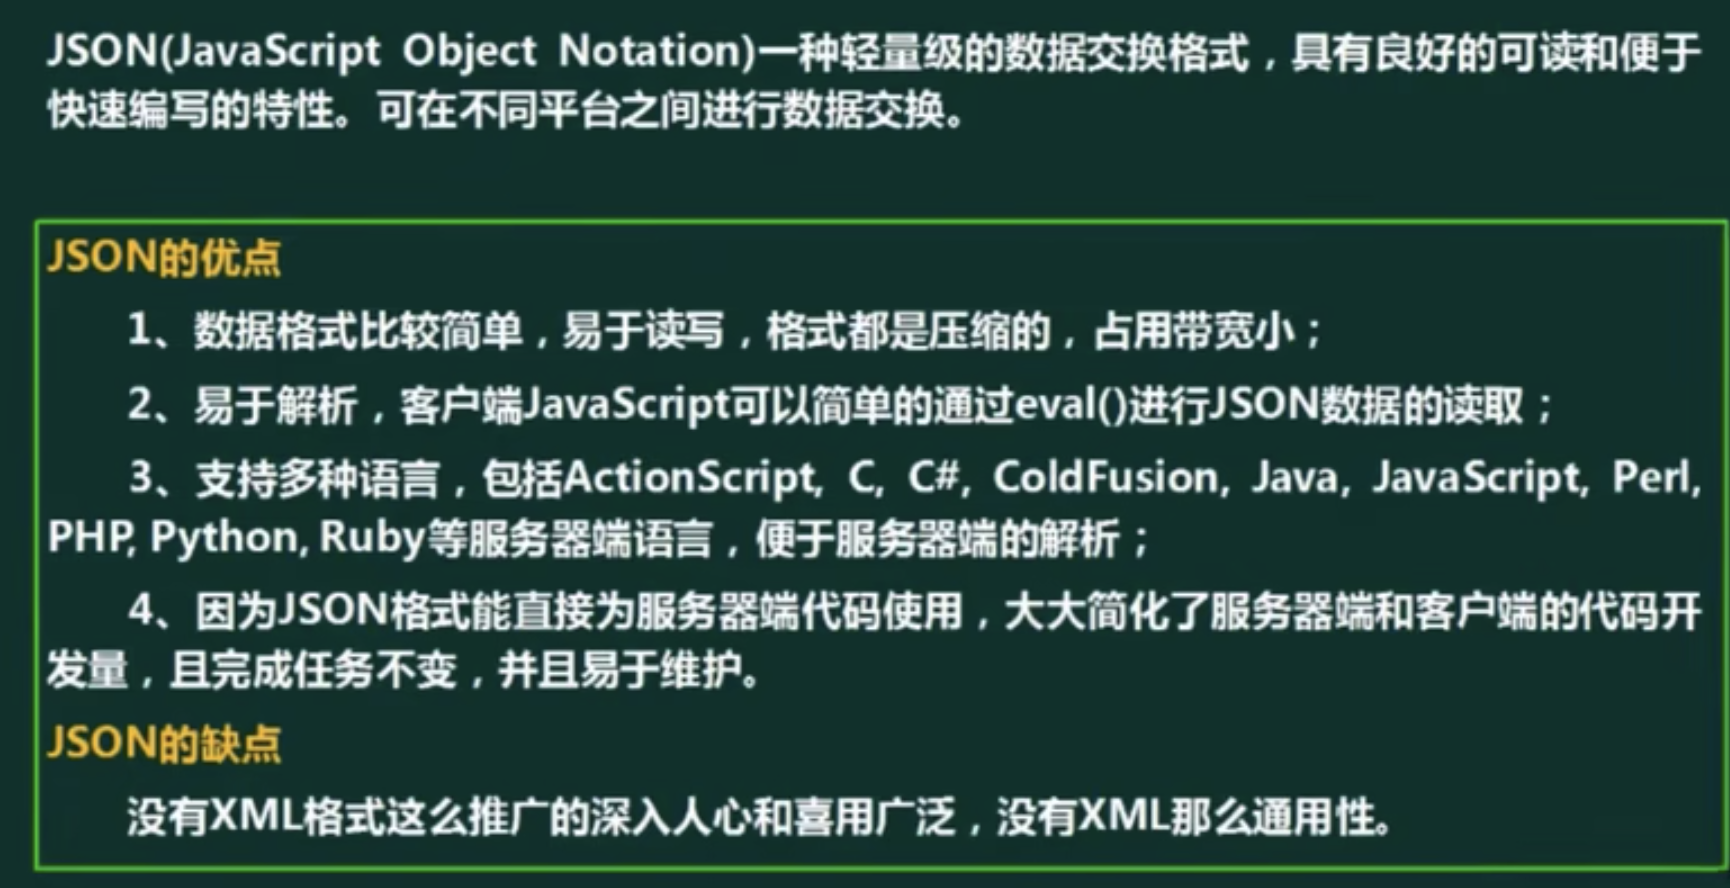 JSON(JavaScript Object Notation)一种轻量级的数据交换格式，具有良好的可读和便于
快速编写的特性。可在不同平台之间进行数据交换。
JSON的优点
1、数据格式比较简单，易于读写，格式都是压缩的，占用带宽小；
2、易于解析，客户端JavaScript可以简单的通过eval()进行JSON数据的读取；
3、支持多种语言，包括ActionScript, C, C#, ColdFusion, Java, JavaScript, Perl,
PHP, Python, Ruby等服务器端语言，便于服务器端的解析；
4、因为JSON格式能直接为服务器端代码使用，大大简化了服务器端和客户端的代码开
发量，且完成任务不变，并且易于维护。
JSON的缺点
没有XML格式这么推广的深入人心和喜用广泛，没有XML那么通用性。